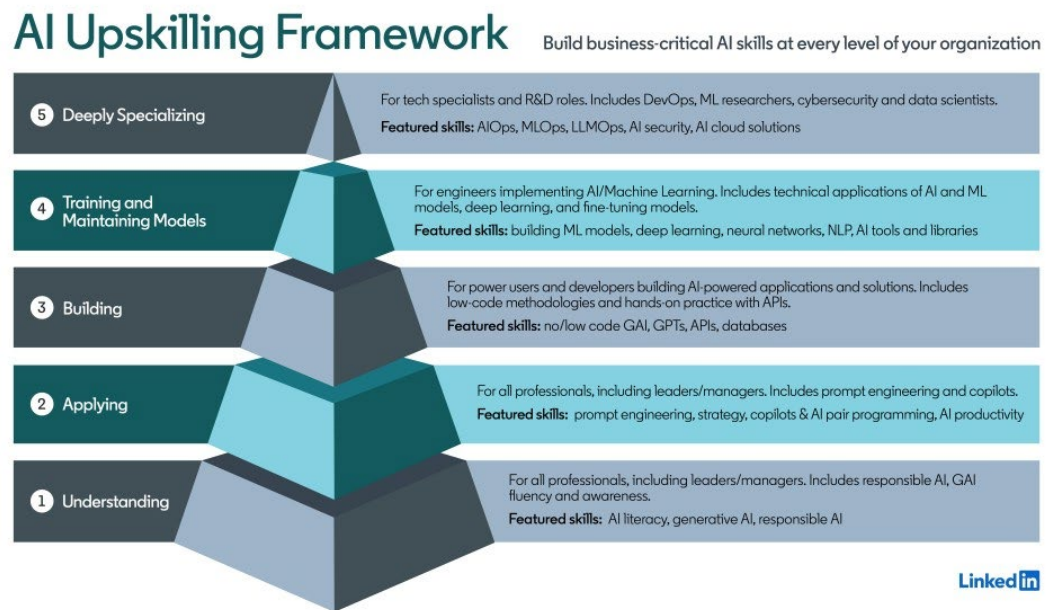 AI Upskilling Framework
Build business-critical AI skills at every level of your organization
5 Deeply Specializing
For tech specialists and R&D roles. Includes DevOps, ML researchers, cybersecurity and data scientists.
Featured skills: AIOps, MLOps, LLMOps, AI security, AI cloud solutions
4 Training and
Maintaining Models
For engineers implementing AI/Machine Learning. Includes technical applications of AI and ML
models, deep learning, and fine-tuning models.
Featured skills: building ML models, deep learning, neural networks, NLP, AI tools and libraries
3 Building
For power users and developers building AI-powered applications and solutions. Includes
low-code methodologies and hands-on practice with APIs.
Featured skills: no/low code GAI, GPTs, APIs, databases
2 Applying
For all professionals, including leaders/managers. Includes prompt engineering and copilots.
Featured skills: prompt engineering, strategy, copilots & AI pair programming, AI productivity
1 Understanding
For all professionals, including leaders/managers. Includes responsible AI, GAI
fluency and awareness.
Featured skills: AI literacy, generative AI, responsible AI
Linked in